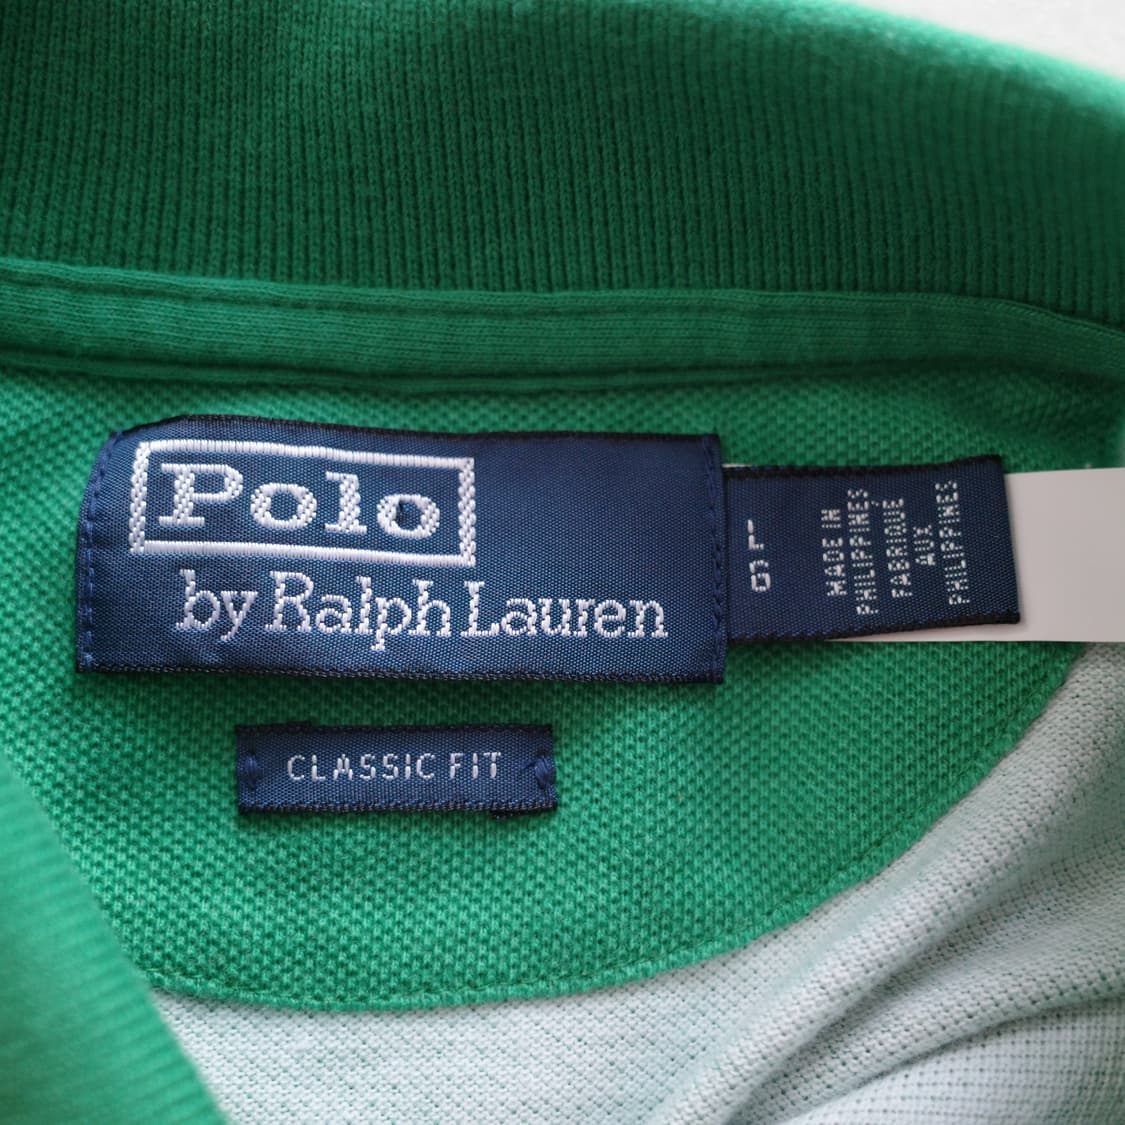 Polo
by Ralph Lauren
CLASSIC FIT
L
G
MADE IN
PHILIPPINES
FABRIQUE
AUX
PHILIPPINES